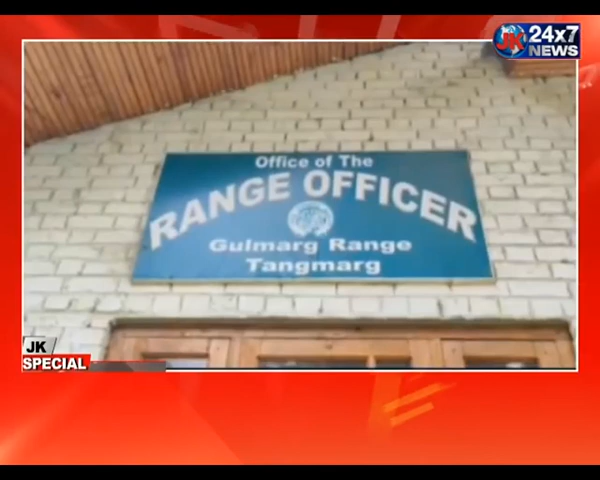 JK 24x7
NEWS
Office of The
RANGE OFFICER
Gulmarg Range
Tangmarg
JK
SPECIAL